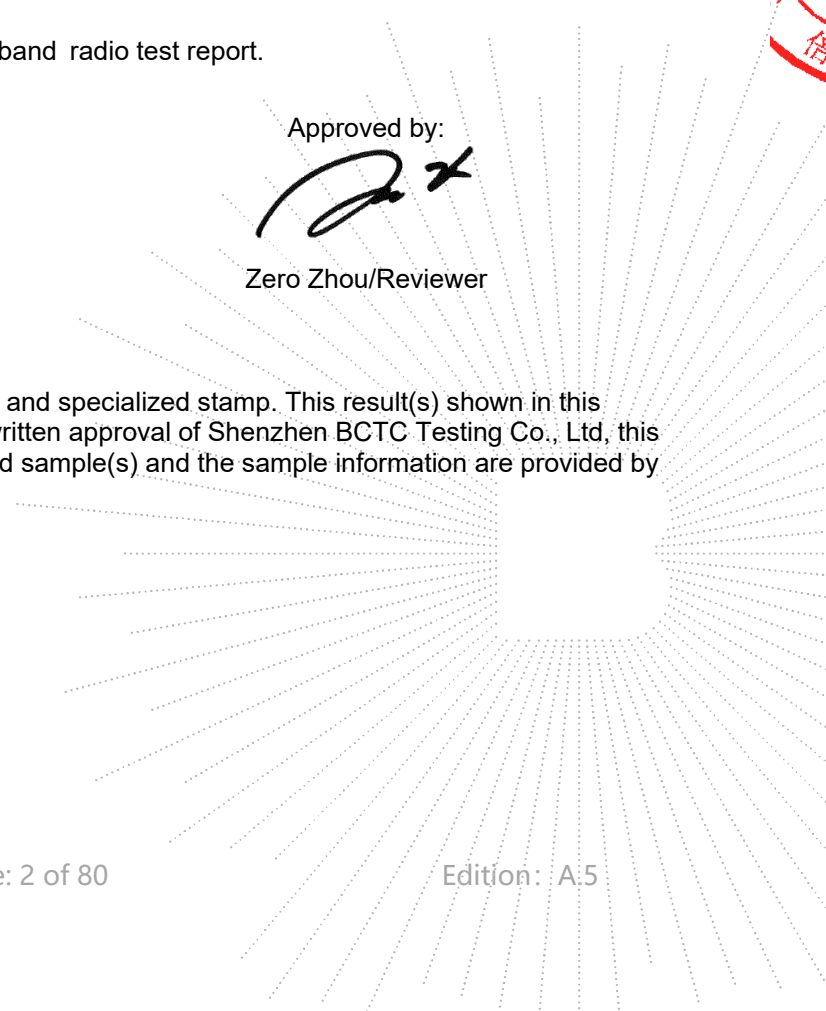 band radio test report.
倍
Approved by:
Zero Zhou/Reviewer
and specialized stamp. This result(s) shown in this
written approval of Shenzhen BCTC Testing Co., Ltd, this
d sample(s) and the sample information are provided by
e: 2 of 80
Edition：A.5